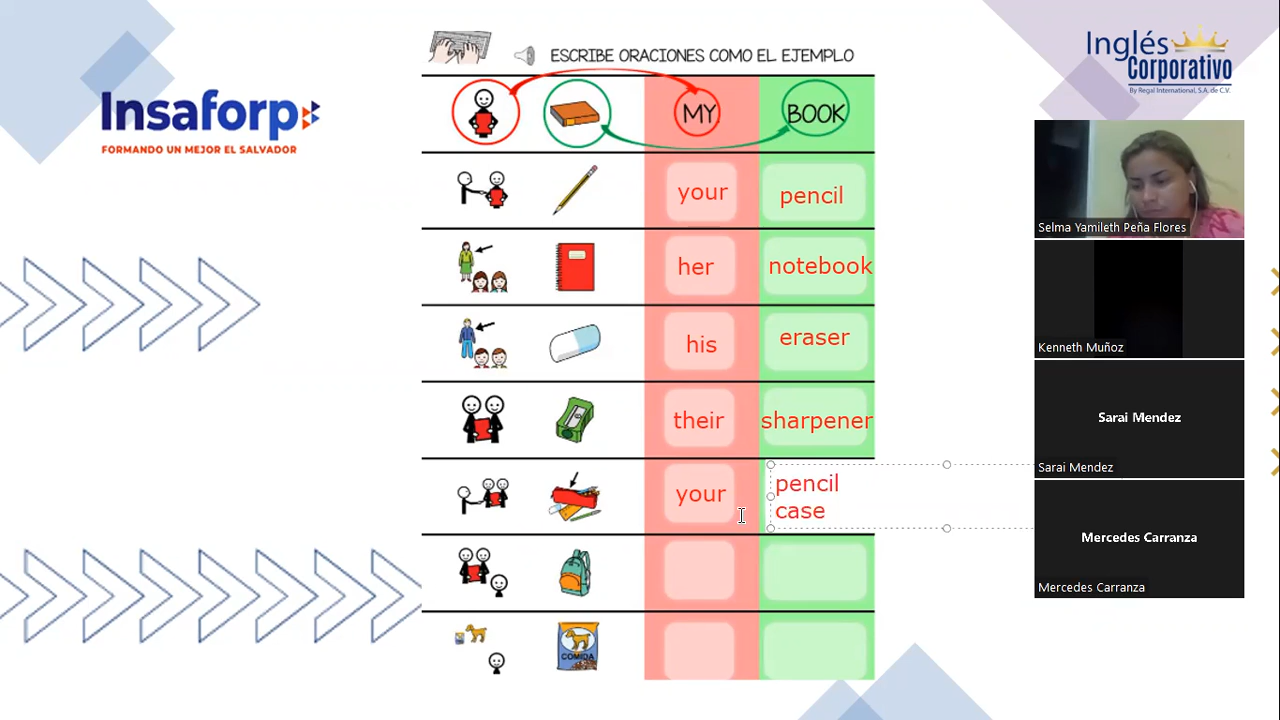 ESCRIBE ORACIONES COMO EL EJEMPLO
Insaforp
FORMANDO UN MEJOR EL SALVADOR
Inglés
Corporativo
By Regal International, S.A. de C.V.
MY BOOK
your pencil
her notebook
his eraser
their sharpener
your pencil
case
COMIDA
Selma Yamileth Peña Flores
Kenneth Muñoz
Sarai Mendez
Sarai Mendez
Mercedes Carranza
Mercedes Carranza